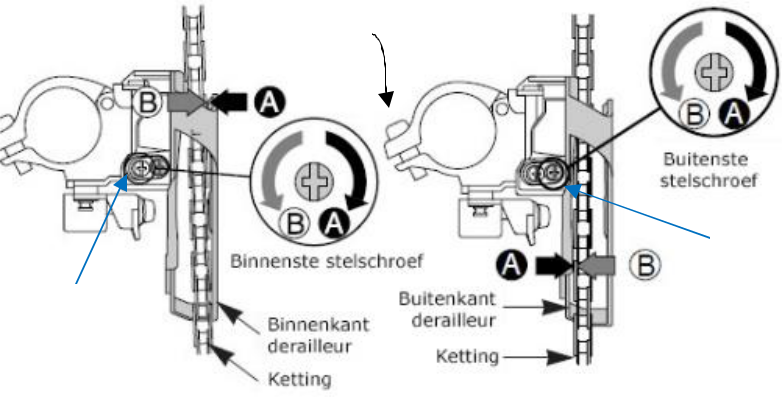 B A
B A
Binnenste stelschroef
Binnenkant
derailleur
Ketting
B A
Buitenste
stelschroef
A B
Buitenkant
derailleur
Ketting